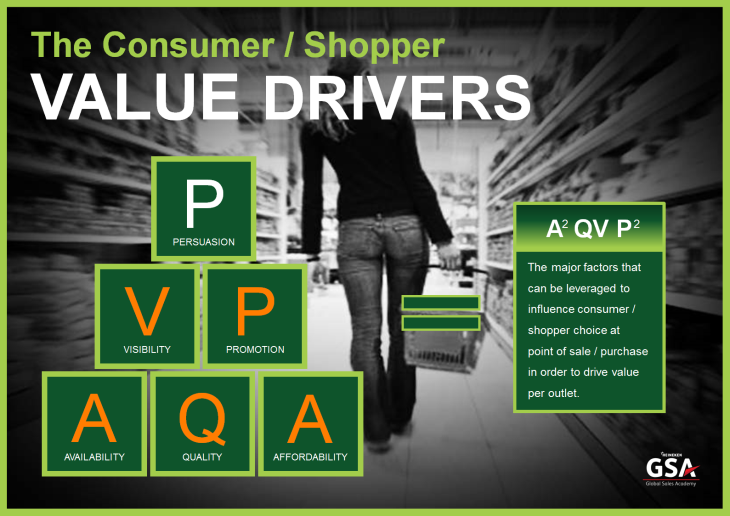 The Consumer / Shopper
VALUE DRIVERS
P
PERSUASION
V
VISIBILITY
P
PROMOTION
A
AVAILABILITY
Q
QUALITY
A
AFFORDABILITY
A² QV P²
The major factors that
can be leveraged to
influence consumer /
shopper choice at
point of sale / purchase
in order to drive value
per outlet.
HEINEKEN
GSA
Global Sales Academy